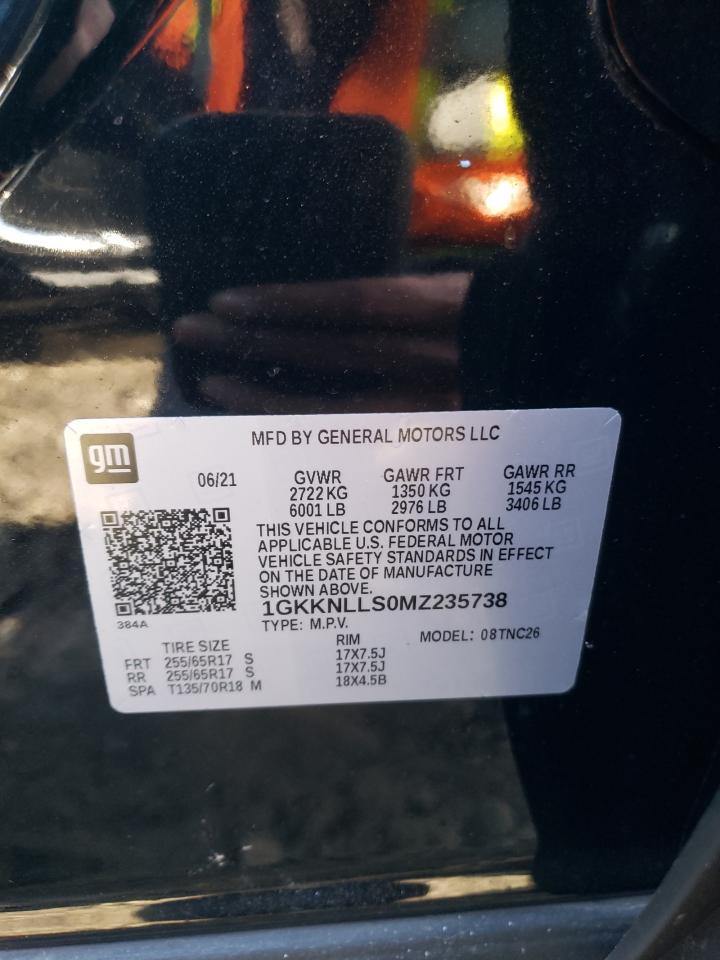 gm
MFD BY GENERAL MOTORS LLC
06/21
GVWR GAWR FRT GAWR RR
2722 KG 1350 KG 1545 KG
6001 LB 2976 LB 3406 LB
THIS VEHICLE CONFORMS TO ALL
APPLICABLE U.S. FEDERAL MOTOR
VEHICLE SAFETY STANDARDS IN EFFECT
ON THE DATE OF MANUFACTURE
SHOWN ABOVE.
1GKKNLLS0MZ235738
384A
TYPE: M.P.V. MODEL: 08TNC26
TIRE SIZE RIM
FRT 255/65R17 S 17X7.5J
RR 255/65R17 S 17X7.5J
SPA T135/70R18 M 18X4.5B